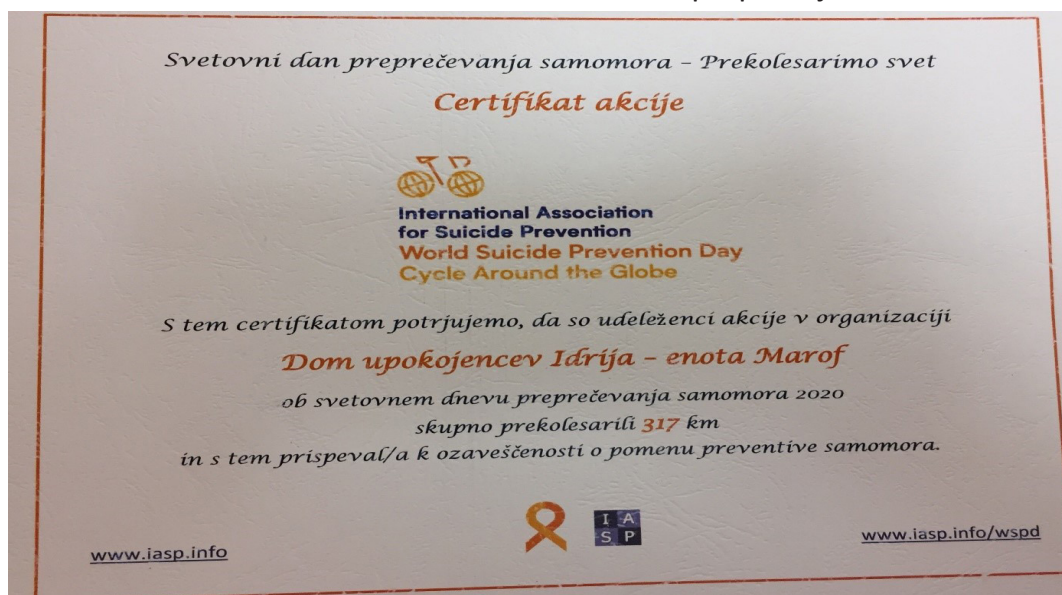 Svetovni dan preprečevanja samomora – Prekolesarimo svet
Certifikat akcije
International Association
for Suicide Prevention
World Suicide Prevention Day
Cycle Around the Globe
S tem certifikatom potrjujemo, da so udeleženci akcije v organizaciji
Dom upokojencev Idrija – enota Marof
ob svetovnem dnevu preprečevanja samomora 2020
skupno prekolesarili 317 km
in s tem prispeval/a k ozaveščenosti o pomenu preventive samomora.
I A
S P
www.iasp.info
www.iasp.info/wspd